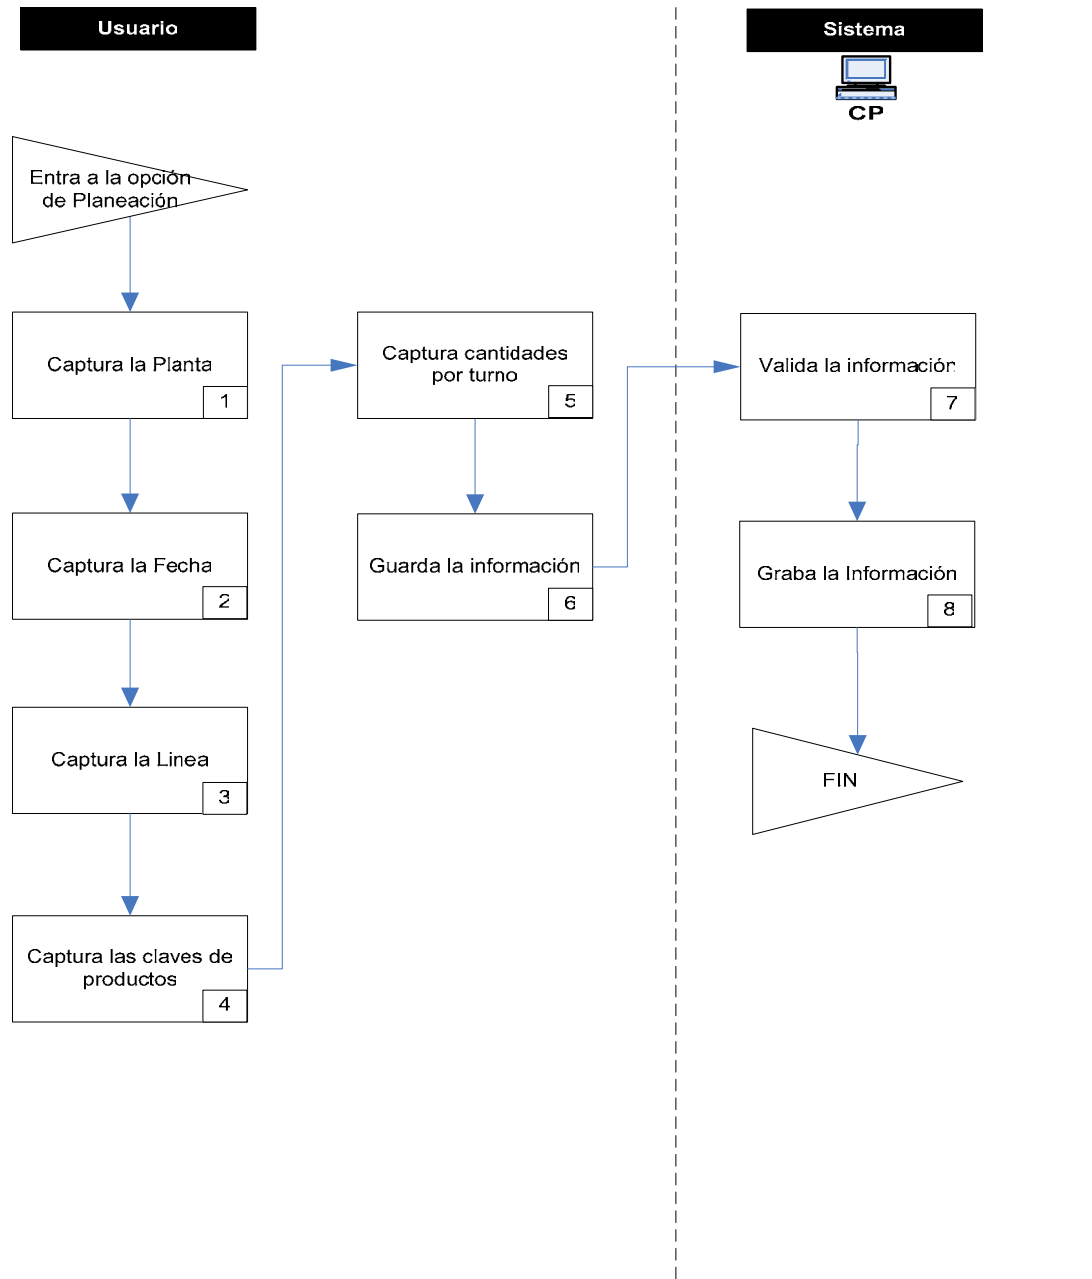 Usuario
Sistema
CP
Entra a la opción
de Planeación
Captura la Planta
1
Captura la Fecha
2
Captura la Linea
3
Captura las claves de
productos
4
Captura cantidades
por turno
5
Guarda la información
6
Valida la información
7
Graba la Información
8
FIN